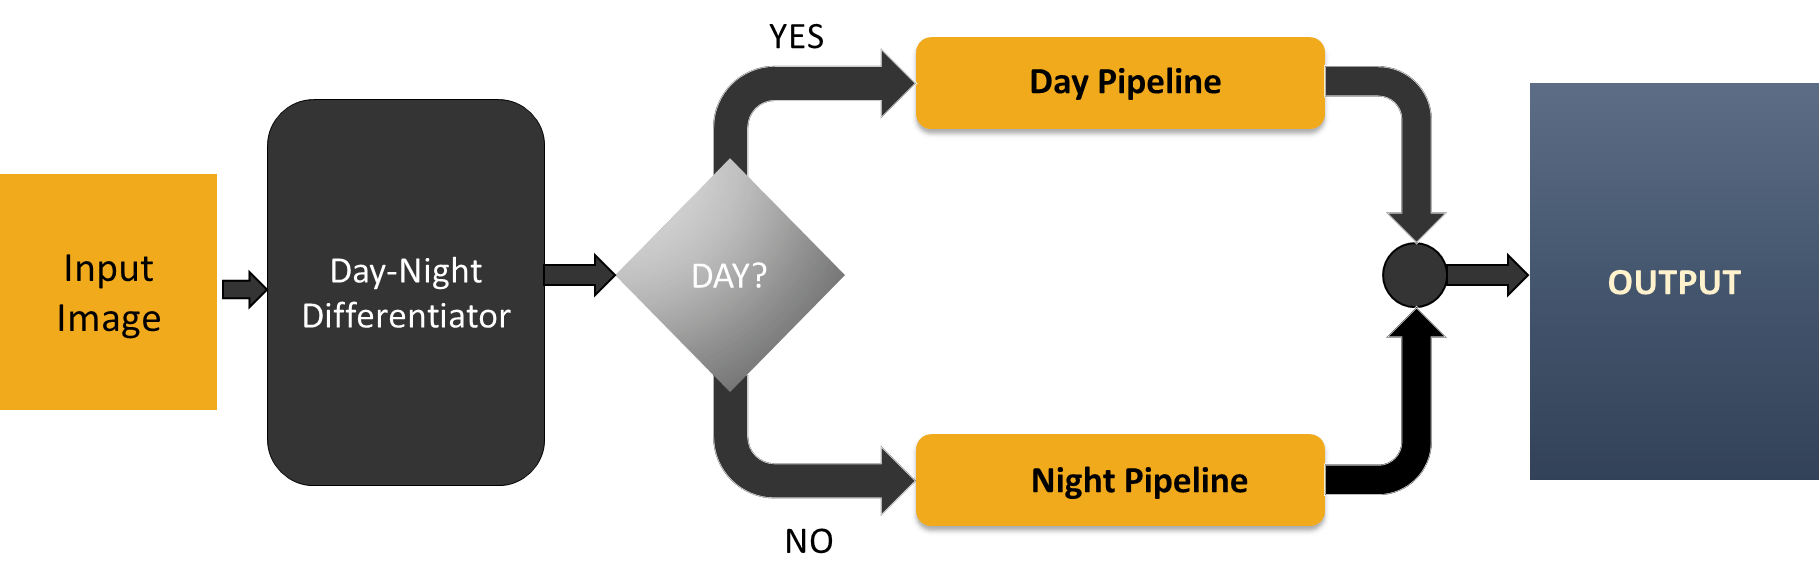 Input
Image
Day-Night
Differentiator
DAY?
YES
Day Pipeline
NO
Night Pipeline
OUTPUT